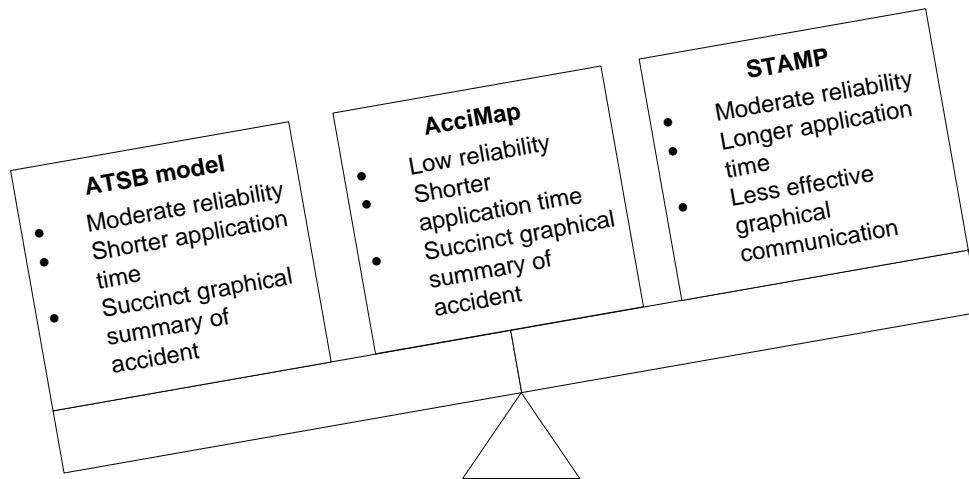 ATSB model
• Moderate reliability
• Shorter application
time
• Succinct graphical
summary of
accident
AcciMap
• Low reliability
• Shorter
application time
• Succinct graphical
summary of
accident
STAMP
• Moderate reliability
• Longer application
time
• Less effective
graphical
communication